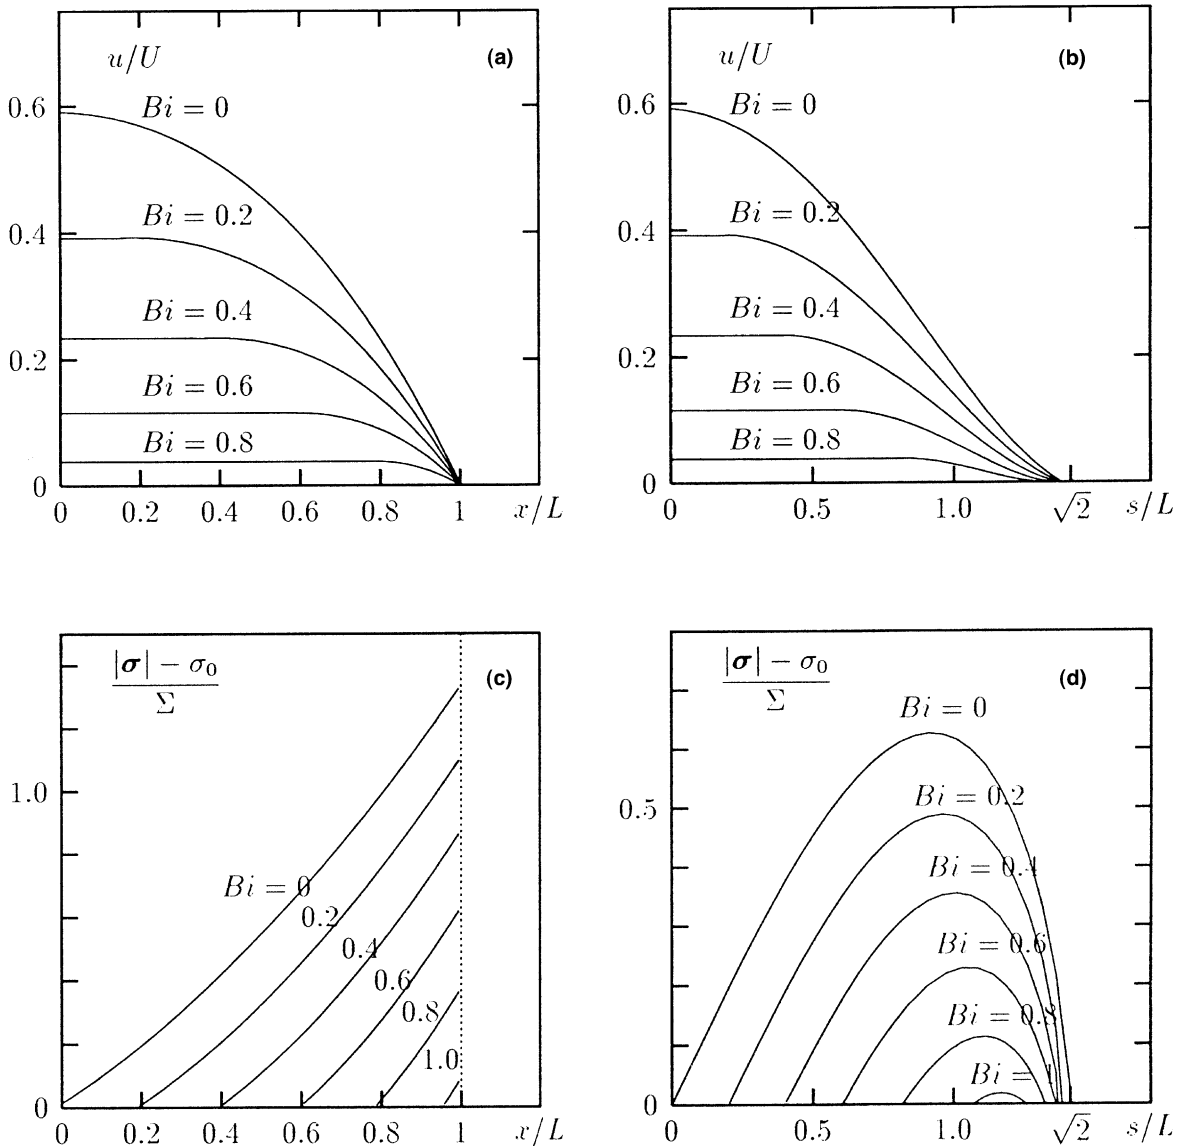 u/U
(a)
0.6
Bi = 0
Bi = 0.2
0.4
Bi = 0.4
0.2
Bi = 0.6
Bi = 0.8
0
0 0.2 0.4 0.6 0.8 1 x/L
u/U
(b)
0.6
Bi = 0
Bi = 0.2
0.4
Bi = 0.4
0.2
Bi = 0.6
Bi = 0.8
0
0 0.5 1.0 √2 s/L
|σ| − σ₀
Σ
(c)
1.0
Bi = 0
0.2
0.4
0.6
0.8
1.0
0
0 0.2 0.4 0.6 0.8 1 x/L
|σ| − σ₀
Σ
(d)
Bi = 0
Bi = 0.2
0.5
Bi = 0.4
Bi = 0.6
Bi = 0.8
Bi = 1
0
0 0.5 1.0 √2 s/L